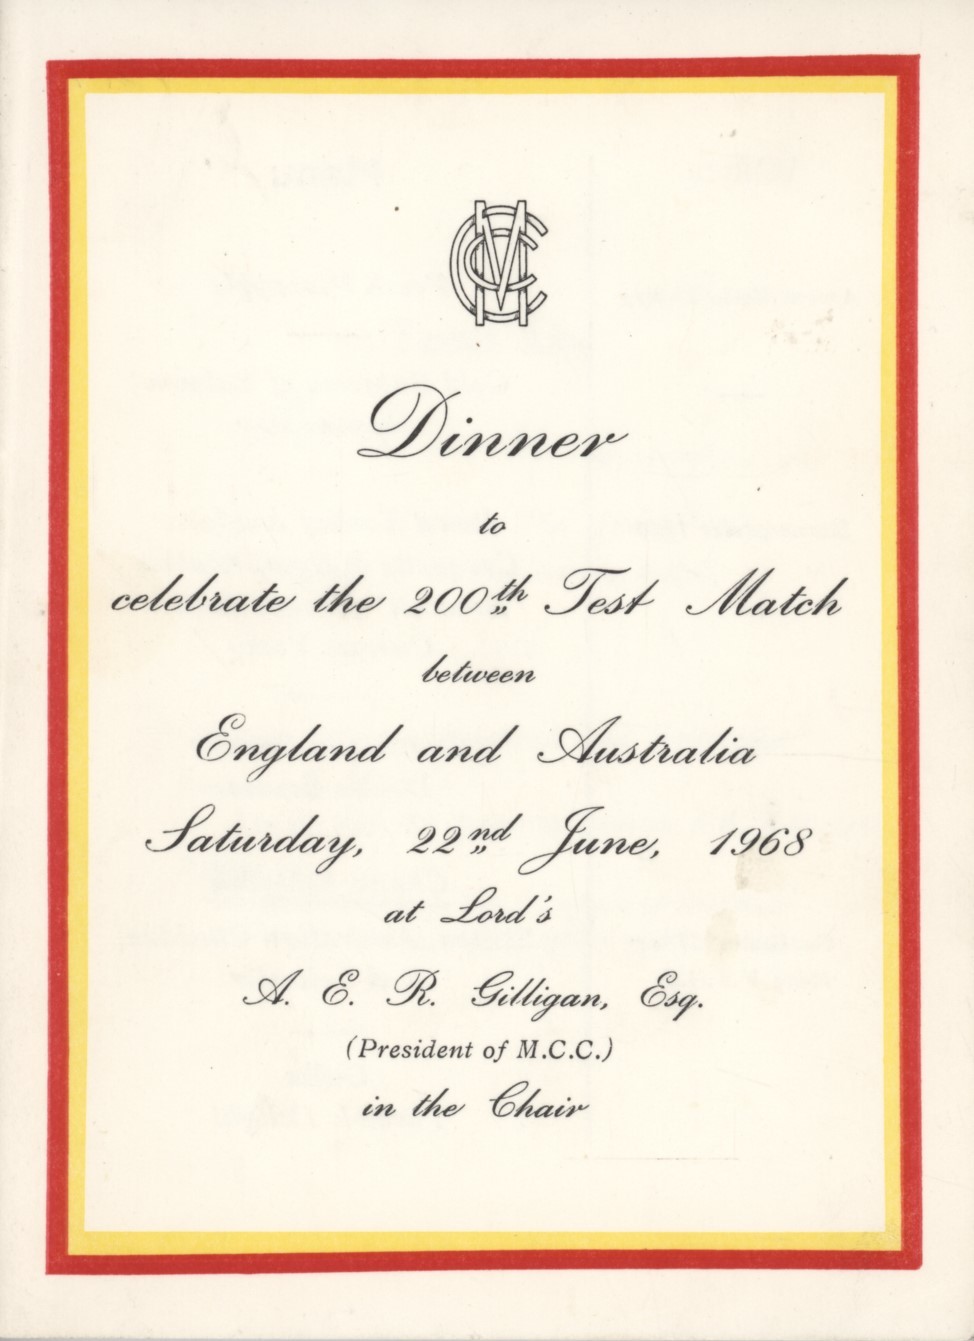 MCC
Dinner
to
celebrate the 200th Test Match
between
England and Australia
Saturday, 22nd June, 1968
at Lord's
A. E. R. Gilligan, Esq.
(President of M.C.C.)
in the Chair